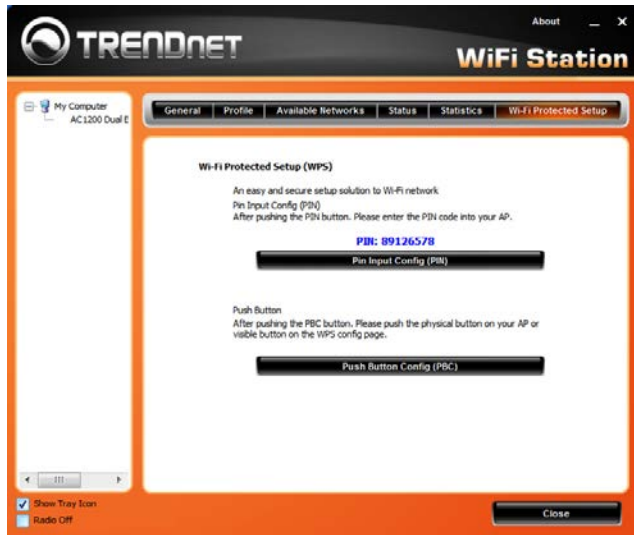 About
TRENDNET
WiFi Station
My Computer
AC1200 Dual E
General Profile Available Networks Status Statistics Wi-Fi Protected Setup
Wi-Fi Protected Setup (WPS)
An easy and secure setup solution to Wi-Fi network
Pin Input Config (PIN)
After pushing the PIN button. Please enter the PIN code into your AP.
PIN: 89126578
Pin Input Config (PIN)
Push Button
After pushing the PBC button. Please push the physical button on your AP or
visible button on the WPS config page.
Push Button Config (PBC)
Show Tray Icon
Radio Off
Close